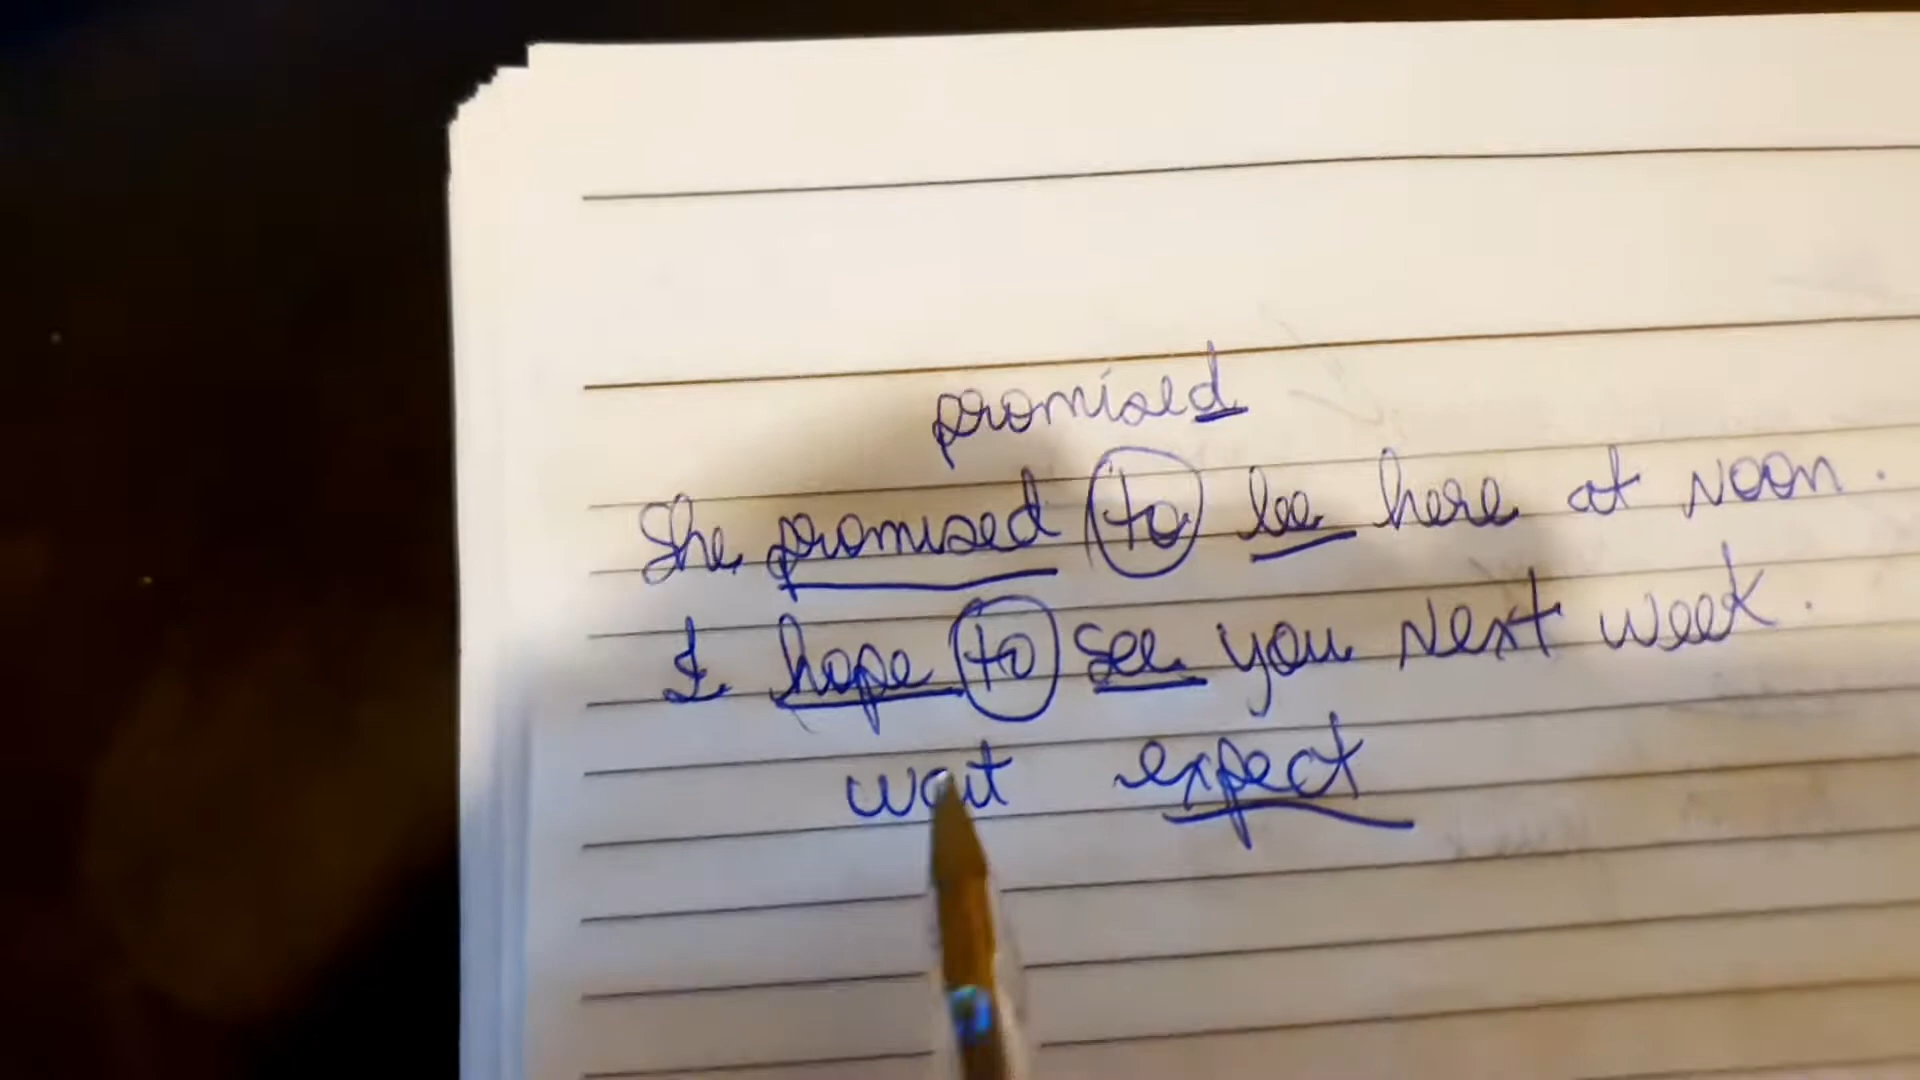 promised
She promised to be here at Noon.
I hope to see you Next week.
wait expect